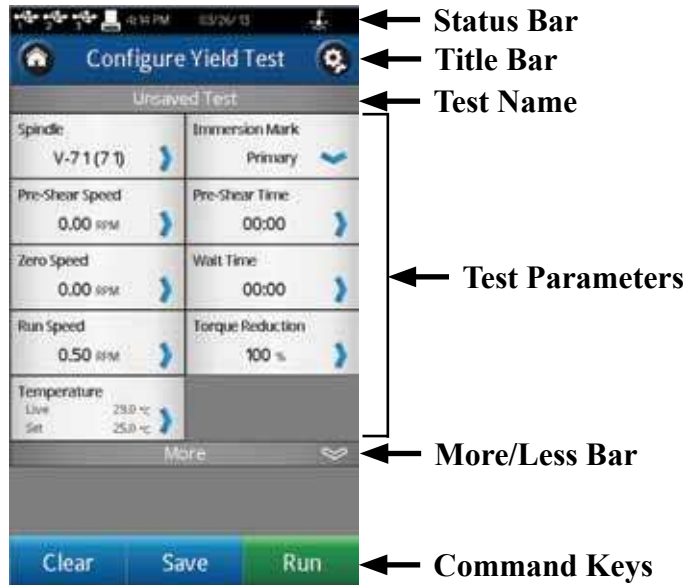 1 2 3 4:14 PM 03/26/13
Status Bar
Configure Yield Test
Title Bar
Unsaved Test
Test Name
Spindle
V-71 (71)
Immersion Mark
Primary
Pre-Shear Speed
0.00 RPM
Pre-Shear Time
00:00
Zero Speed
0.00 RPM
Wait Time
00:00
Test Parameters
Run Speed
0.50 RPM
Torque Reduction
100 %
Temperature
Live
Set 25.0 °C
More
More/Less Bar
Clear Save Run
Command Keys